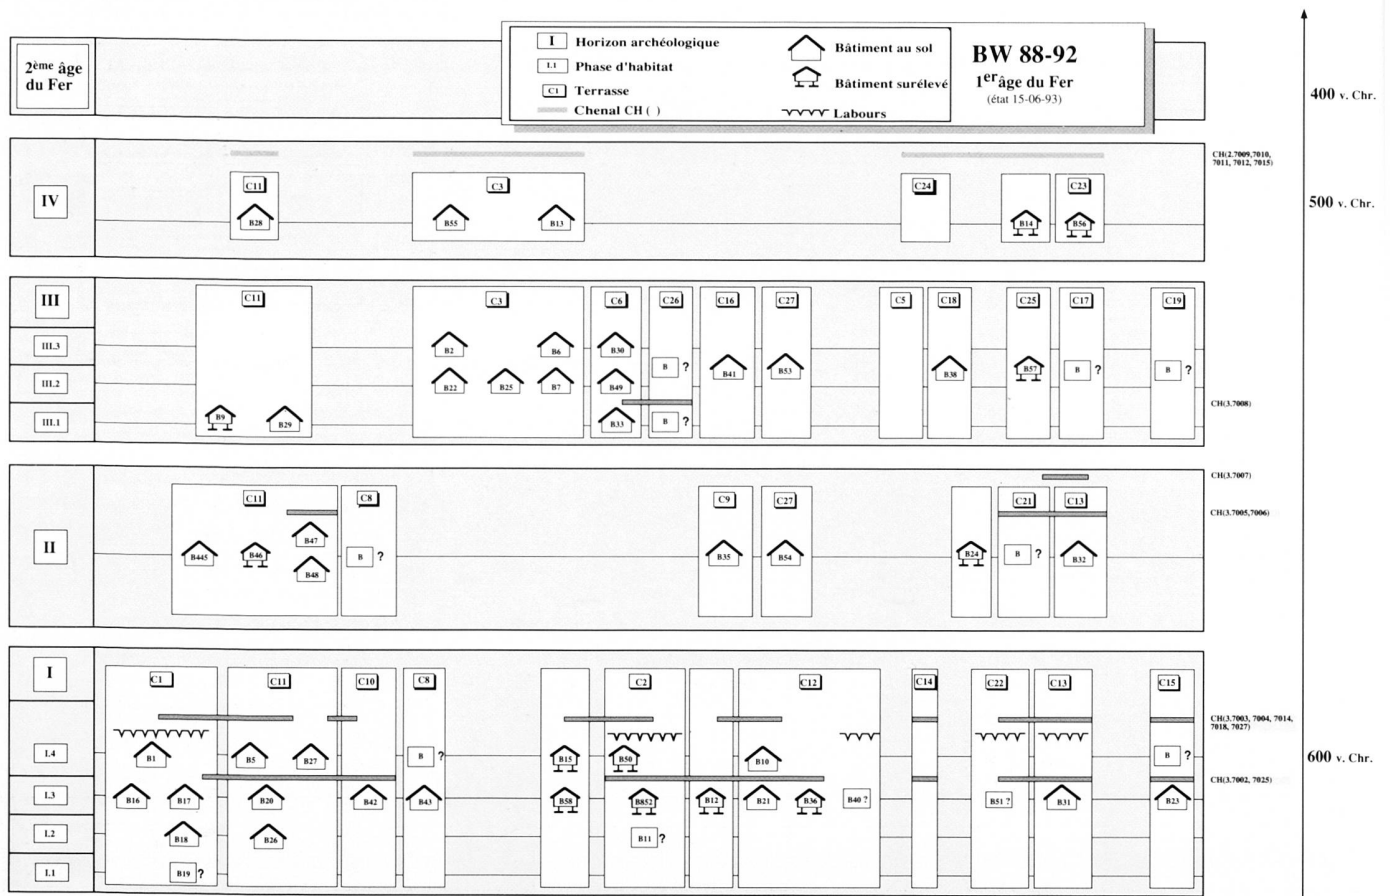 2ème âge
du Fer
I Horizon archéologique
I.1 Phase d'habitat
C1 Terrasse
Chenal CH ( )
Bâtiment au sol
Bâtiment surélevé
Labours
BW 88-92
1er âge du Fer
(état 15-06-93)
400 v. Chr.
CH(2.7009,7010,
7011, 7012, 7015)
IV
C11 C3 C24 C23
B28 B55 B13 B14 B56
500 v. Chr.
III
C11 C3 C6 C26 C16 C27 C5 C18 C25 C17 C19
III.3
B2 B6 B30
III.2
B ? B41 B53 B38 B57 B ? B ?
B22 B25 B7 B49
CH(3.7008)
III.1
B9 B29 B33 B ?
CH(3.7007)
C11 C8 C9 C27 C21 C13
CH(3.7005,7006)
II
B47
B445 B46 B ? B35 B54 B24 B ? B32
B48
I
C1 C11 C10 C8 C2 C12 C14 C22 C13 C15
CH(3.7003, 7004, 7014,
7018, 7027)
I.4
B1 B5 B27 B ? B15 B50 B10 B ?
600 v. Chr.
CH(3.7002, 7025)
I.3
B16 B17 B20 B42 B43 B58 B852 B12 B21 B36 B40 ? B51 ? B31 B23
I.2
B18 B26 B11 ?
I.1
B19 ?